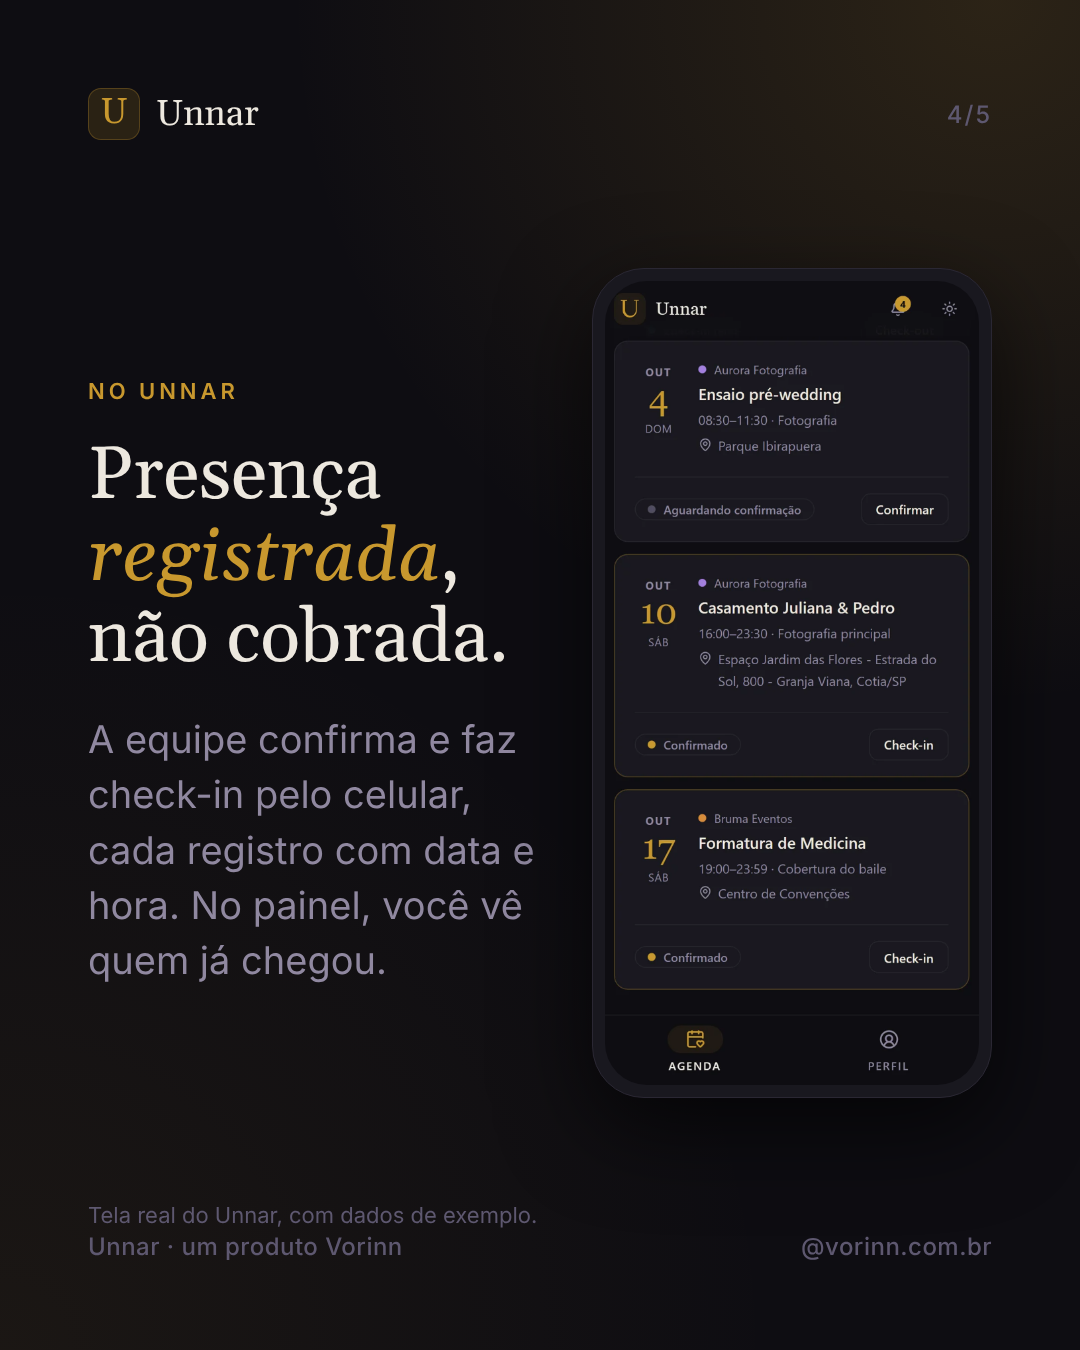 U Unnar
4/5
NO UNNAR
Presença
registrada,
não cobrada.
A equipe confirma e faz
check-in pelo celular,
cada registro com data e
hora. No painel, você vê
quem já chegou.
U Unnar
4
OUT
4
DOM
Aurora Fotografia
Ensaio pré-wedding
08:30–11:30 · Fotografia
Parque Ibirapuera
Aguardando confirmação
Confirmar
OUT
10
SÁB
Aurora Fotografia
Casamento Juliana & Pedro
16:00–23:30 · Fotografia principal
Espaço Jardim das Flores - Estrada do
Sol, 800 - Granja Viana, Cotia/SP
Confirmado
Check-in
OUT
17
SÁB
Bruma Eventos
Formatura de Medicina
19:00–23:59 · Cobertura do baile
Centro de Convenções
Confirmado
Check-in
AGENDA
PERFIL
Tela real do Unnar, com dados de exemplo.
Unnar · um produto Vorinn
@vorinn.com.br